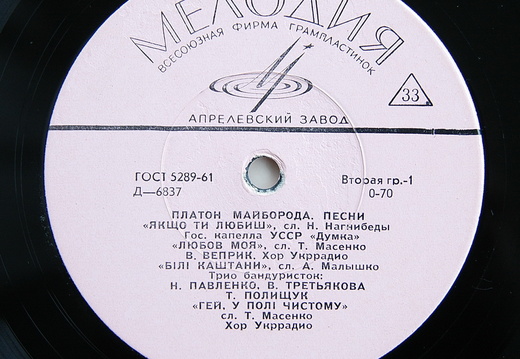 МЕЛОДИЯ
ВСЕСОЮЗНАЯ ФИРМА ГРАМПЛАСТИНОК
33
АПРЕЛЕВСКИЙ ЗАВОД
ГОСТ 5289-61
Вторая гр.-1
Д—6837
0-70
ПЛАТОН МАЙБОРОДА. ПЕСНИ
«ЯКЩО ТИ ЛЮБИШ», сл. Н. Нагнибеды
Гос. капелла УССР «Думка»
«ЛЮБОВ МОЯ», сл. Т. Масенко
В. ВЕПРИК. Хор Укррадио
«БІЛІ КАШТАНИ», сл. А. Малышко
Трио бандуристок:
Н. ПАВЛЕНКО, В. ТРЕТЬЯКОВА
Т. ПОЛИЩУК
«ГЕЙ, У ПОЛІ ЧИСТОМУ»
сл. Т. Масенко
Хор Укррадио